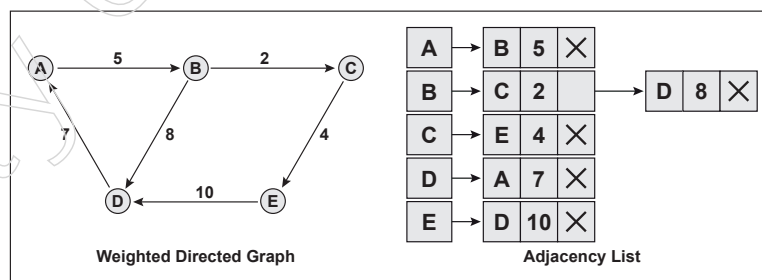 A 5 B 2 C
7 8 4
D 10 E
Weighted Directed Graph
A B 5
B C 2 D 8
C E 4
D A 7
E D 10
Adjacency List